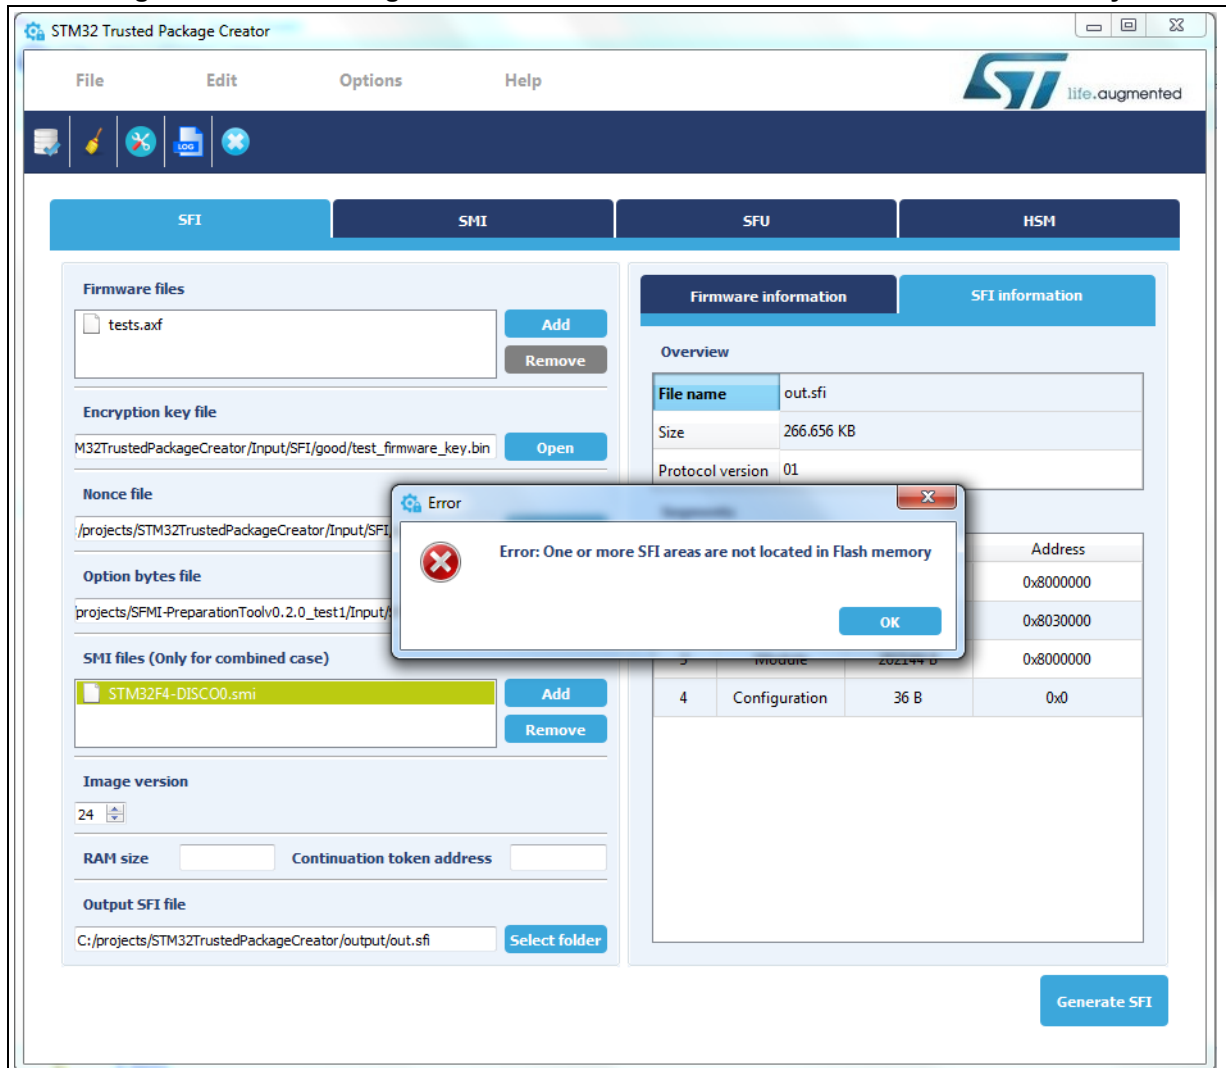 STM32 Trusted Package Creator
File Edit Options Help
life.augmented
LOG
SFI SMI SFU HSM
Firmware files
tests.axf
Add
Remove
Encryption key file
M32TrustedPackageCreator/Input/SFI/good/test_firmware_key.bin
Open
Nonce file
:/projects/STM32TrustedPackageCreator/Input/SFI
Option bytes file
projects/SFMI-PreparationToolv0.2.0_test1/Input/
SMI files (Only for combined case)
STM32F4-DISCO0.smi
Add
Remove
Image version
24
RAM size
Continuation token address
Output SFI file
C:/projects/STM32TrustedPackageCreator/output/out.sfi
Select folder
Firmware information
SFI information
Overview
File name out.sfi
Size 266.656 KB
Protocol version 01
Error
Error: One or more SFI areas are not located in Flash memory
OK
Address
0x8000000
0x8030000
3 Module 202144 B 0x8000000
4 Configuration 36 B 0x0
Generate SFI